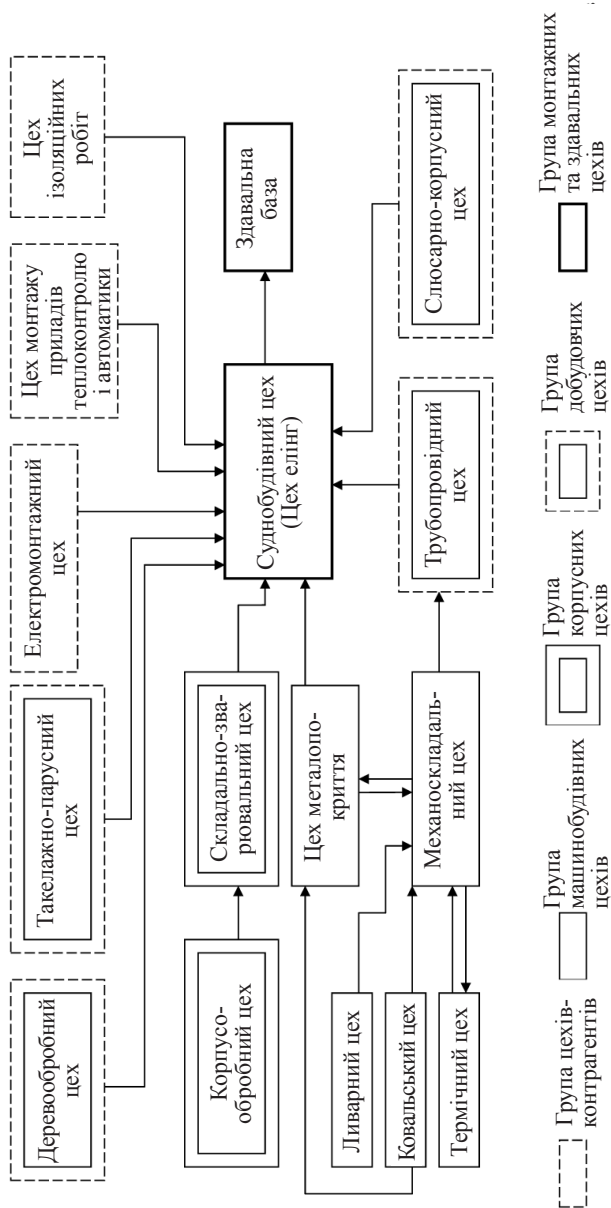 Деревообробний
цех
Такелажно-парусний
цех
Електромонтажний
цех
Цех монтажу
приладів
теплоконтролю
і автоматики
Цех
ізоляційних
робіт
Корпусо-
обробний цех
Складально-зва-
рювальний цех
Суднобудівний цех
(Цех елінг)
Здавальна
база
Цех металопо-
криття
Ливарний цех
Ковальський цех
Термічний цех
Механоскладаль-
ний цех
Трубопровідний
цех
Слюсарно-корпусний
цех
Група цехів-
контрагентів
Група
машинобудівних
цехів
Група
корпусних
цехів
Група
добудовчих
цехів
Група монтажних
та здавальних
цехів